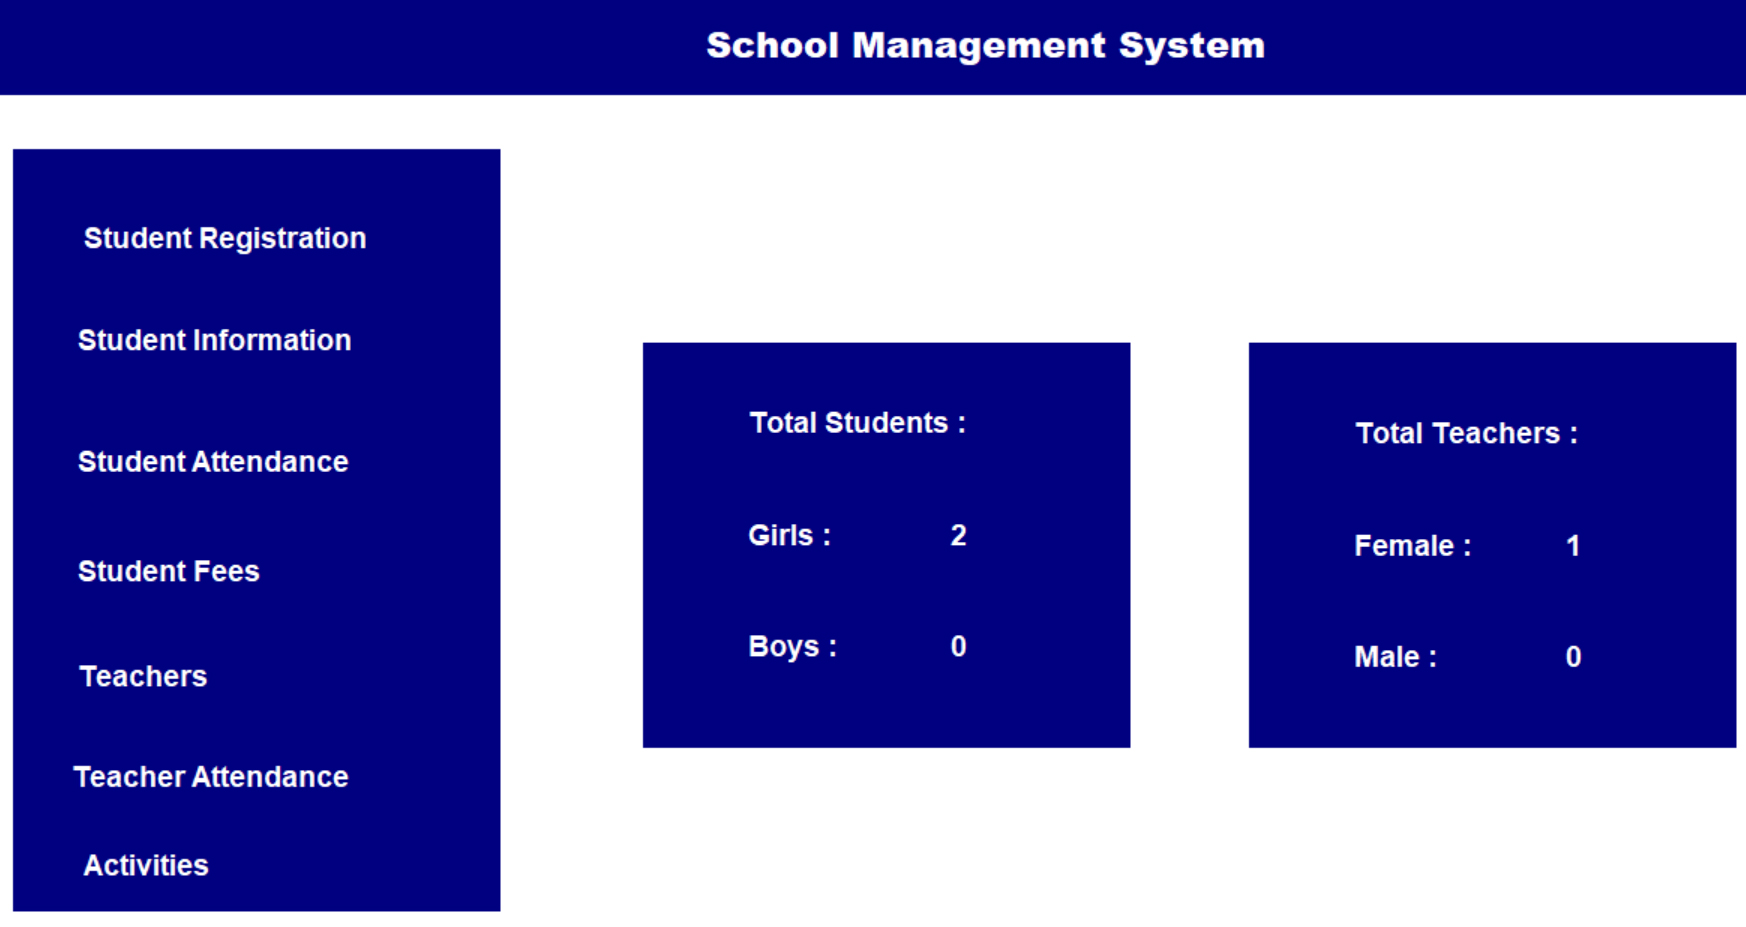 School Management System
Student Registration
Student Information
Student Attendance
Student Fees
Teachers
Teacher Attendance
Activities
Total Students :
Girls : 2
Boys : 0
Total Teachers :
Female : 1
Male : 0